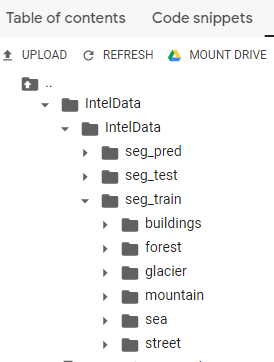 Table of contents Code snippets
UPLOAD REFRESH MOUNT DRIVE
..
IntelData
IntelData
seg_pred
seg_test
seg_train
buildings
forest
glacier
mountain
sea
street